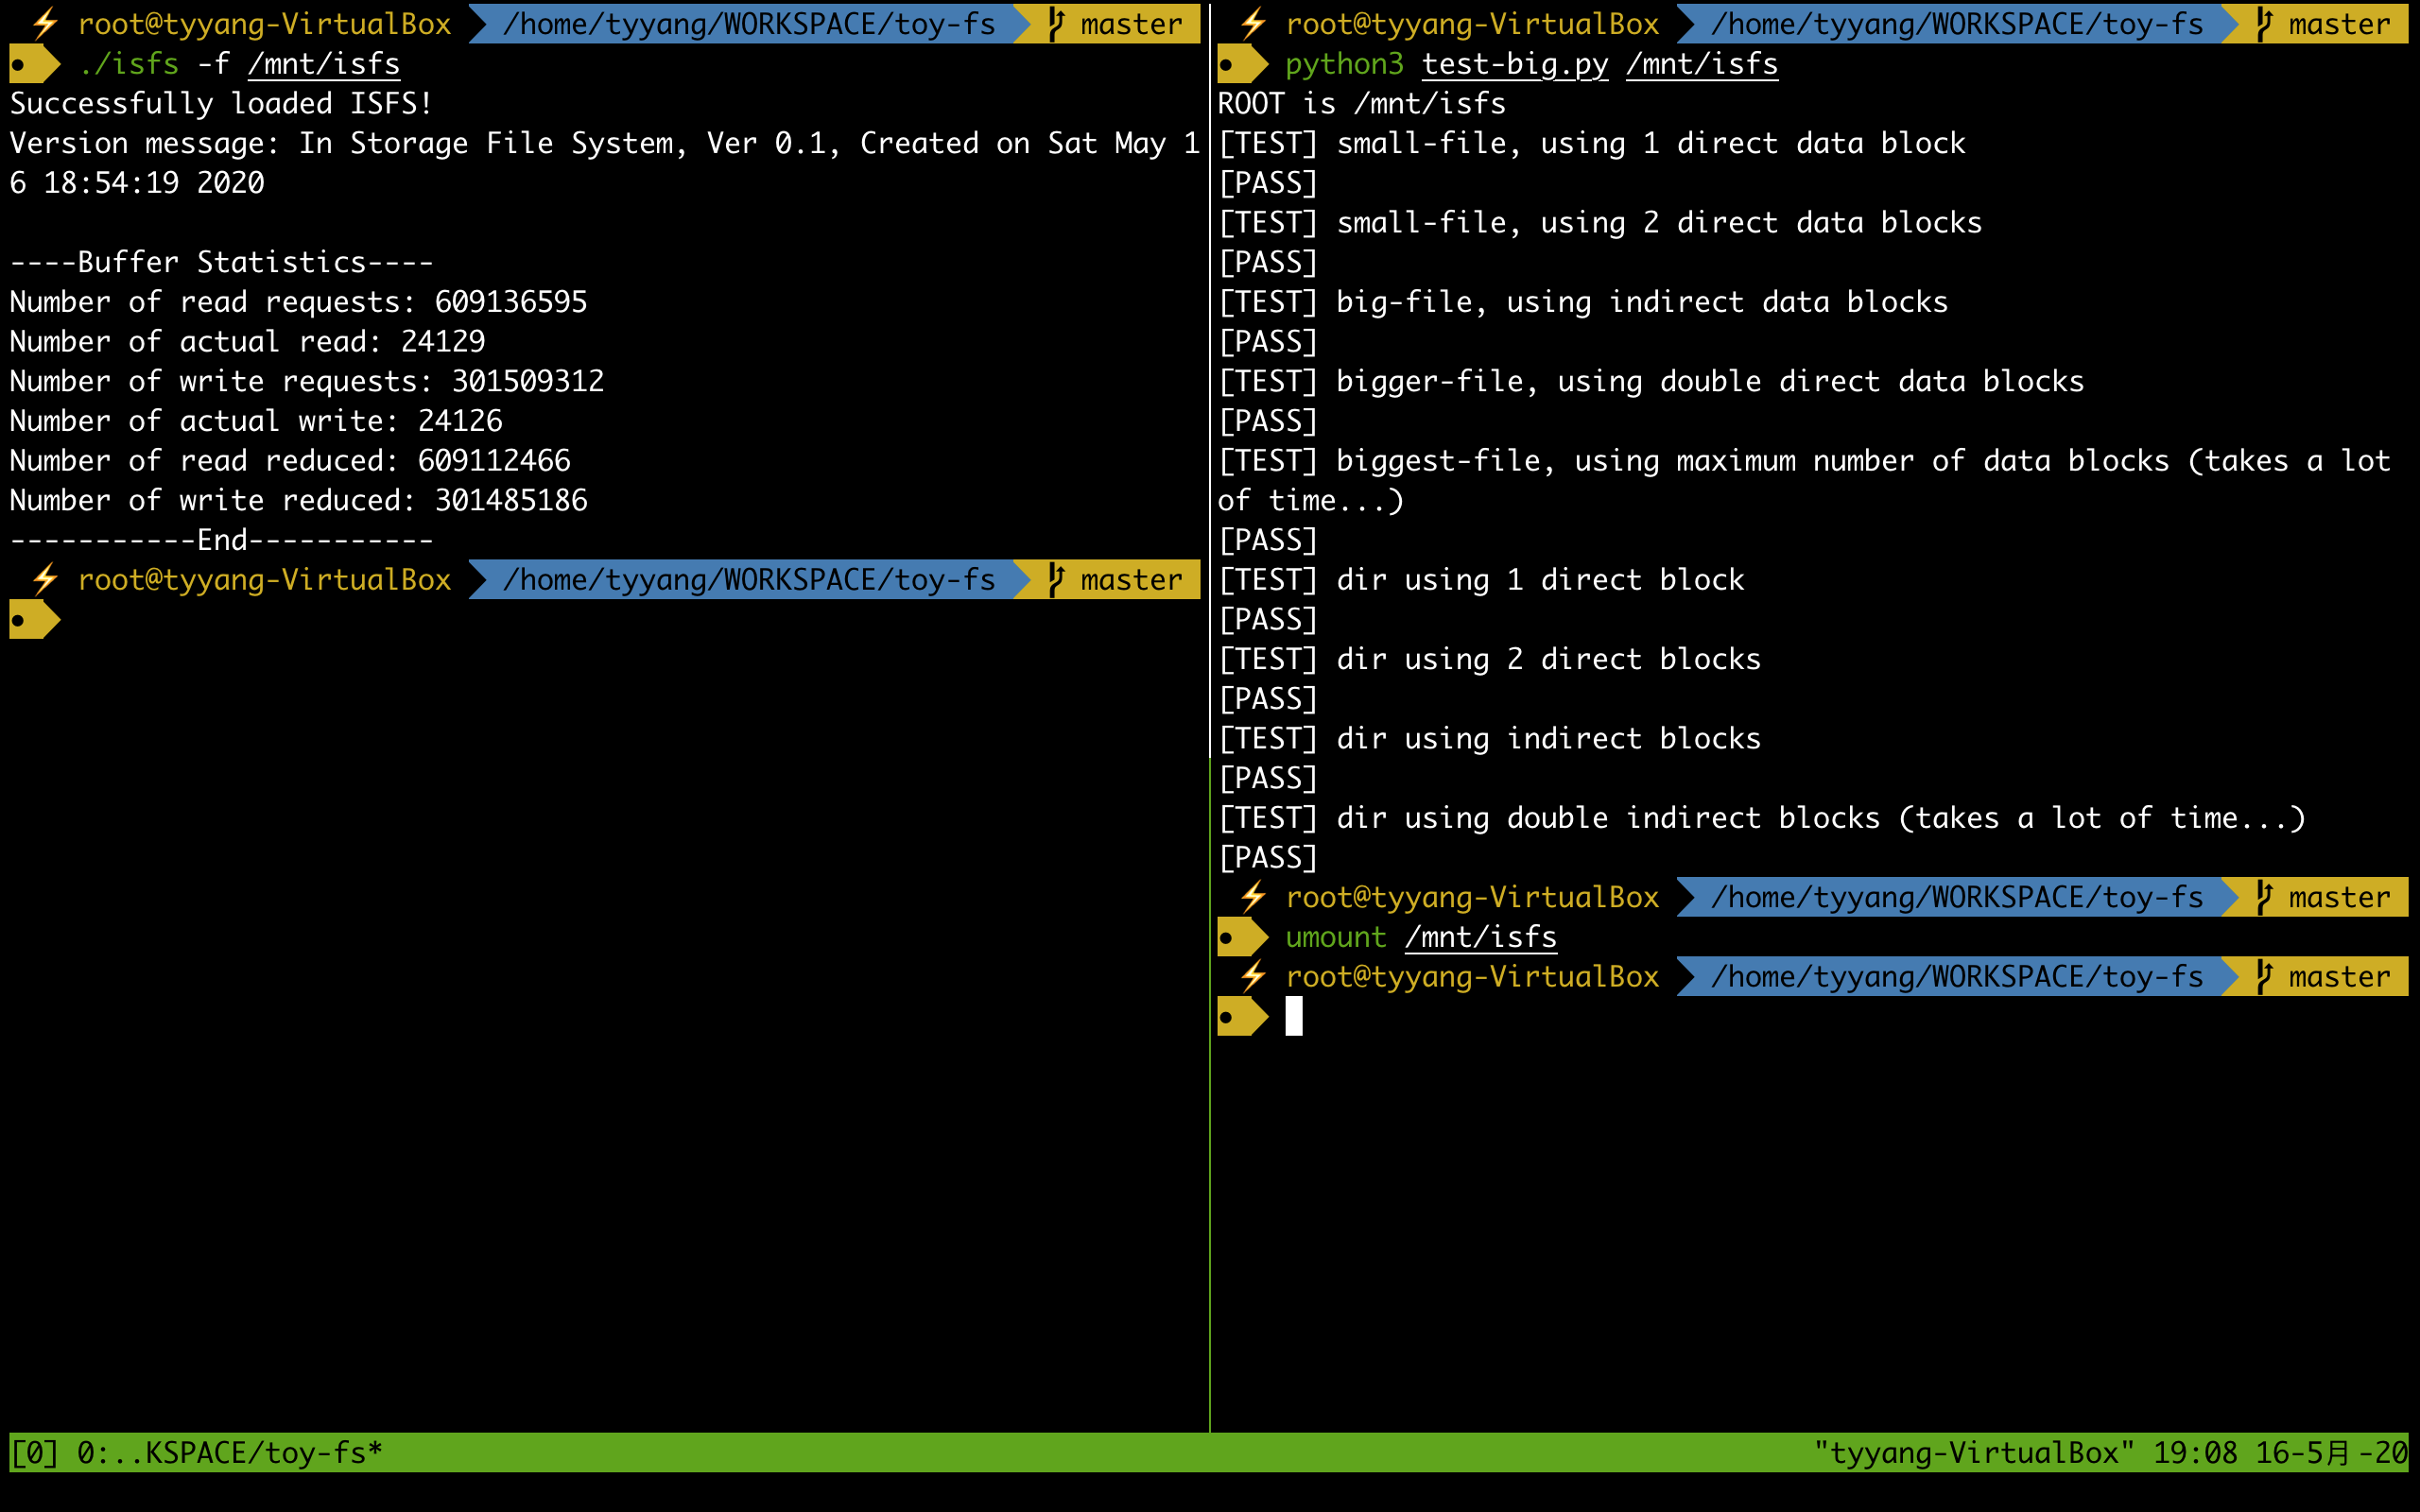 ⚡ root@tyyang-VirtualBox /home/tyyang/WORKSPACE/toy-fs master
./isfs -f /mnt/isfs
Successfully loaded ISFS!
Version message: In Storage File System, Ver 0.1, Created on Sat May 1
6 18:54:19 2020
----Buffer Statistics----
Number of read requests: 609136595
Number of actual read: 24129
Number of write requests: 301509312
Number of actual write: 24126
Number of read reduced: 609112466
Number of write reduced: 301485186
-----------End-----------
⚡ root@tyyang-VirtualBox /home/tyyang/WORKSPACE/toy-fs master
⚡ root@tyyang-VirtualBox /home/tyyang/WORKSPACE/toy-fs master
python3 test-big.py /mnt/isfs
ROOT is /mnt/isfs
[TEST] small-file, using 1 direct data block
[PASS]
[TEST] small-file, using 2 direct data blocks
[PASS]
[TEST] big-file, using indirect data blocks
[PASS]
[TEST] bigger-file, using double direct data blocks
[PASS]
[TEST] biggest-file, using maximum number of data blocks (takes a lot
of time...)
[PASS]
[TEST] dir using 1 direct block
[PASS]
[TEST] dir using 2 direct blocks
[PASS]
[TEST] dir using indirect blocks
[PASS]
[TEST] dir using double indirect blocks (takes a lot of time...)
[PASS]
⚡ root@tyyang-VirtualBox /home/tyyang/WORKSPACE/toy-fs master
umount /mnt/isfs
⚡ root@tyyang-VirtualBox /home/tyyang/WORKSPACE/toy-fs master
[0] 0:..KSPACE/toy-fs* "tyyang-VirtualBox" 19:08 16-5月-20